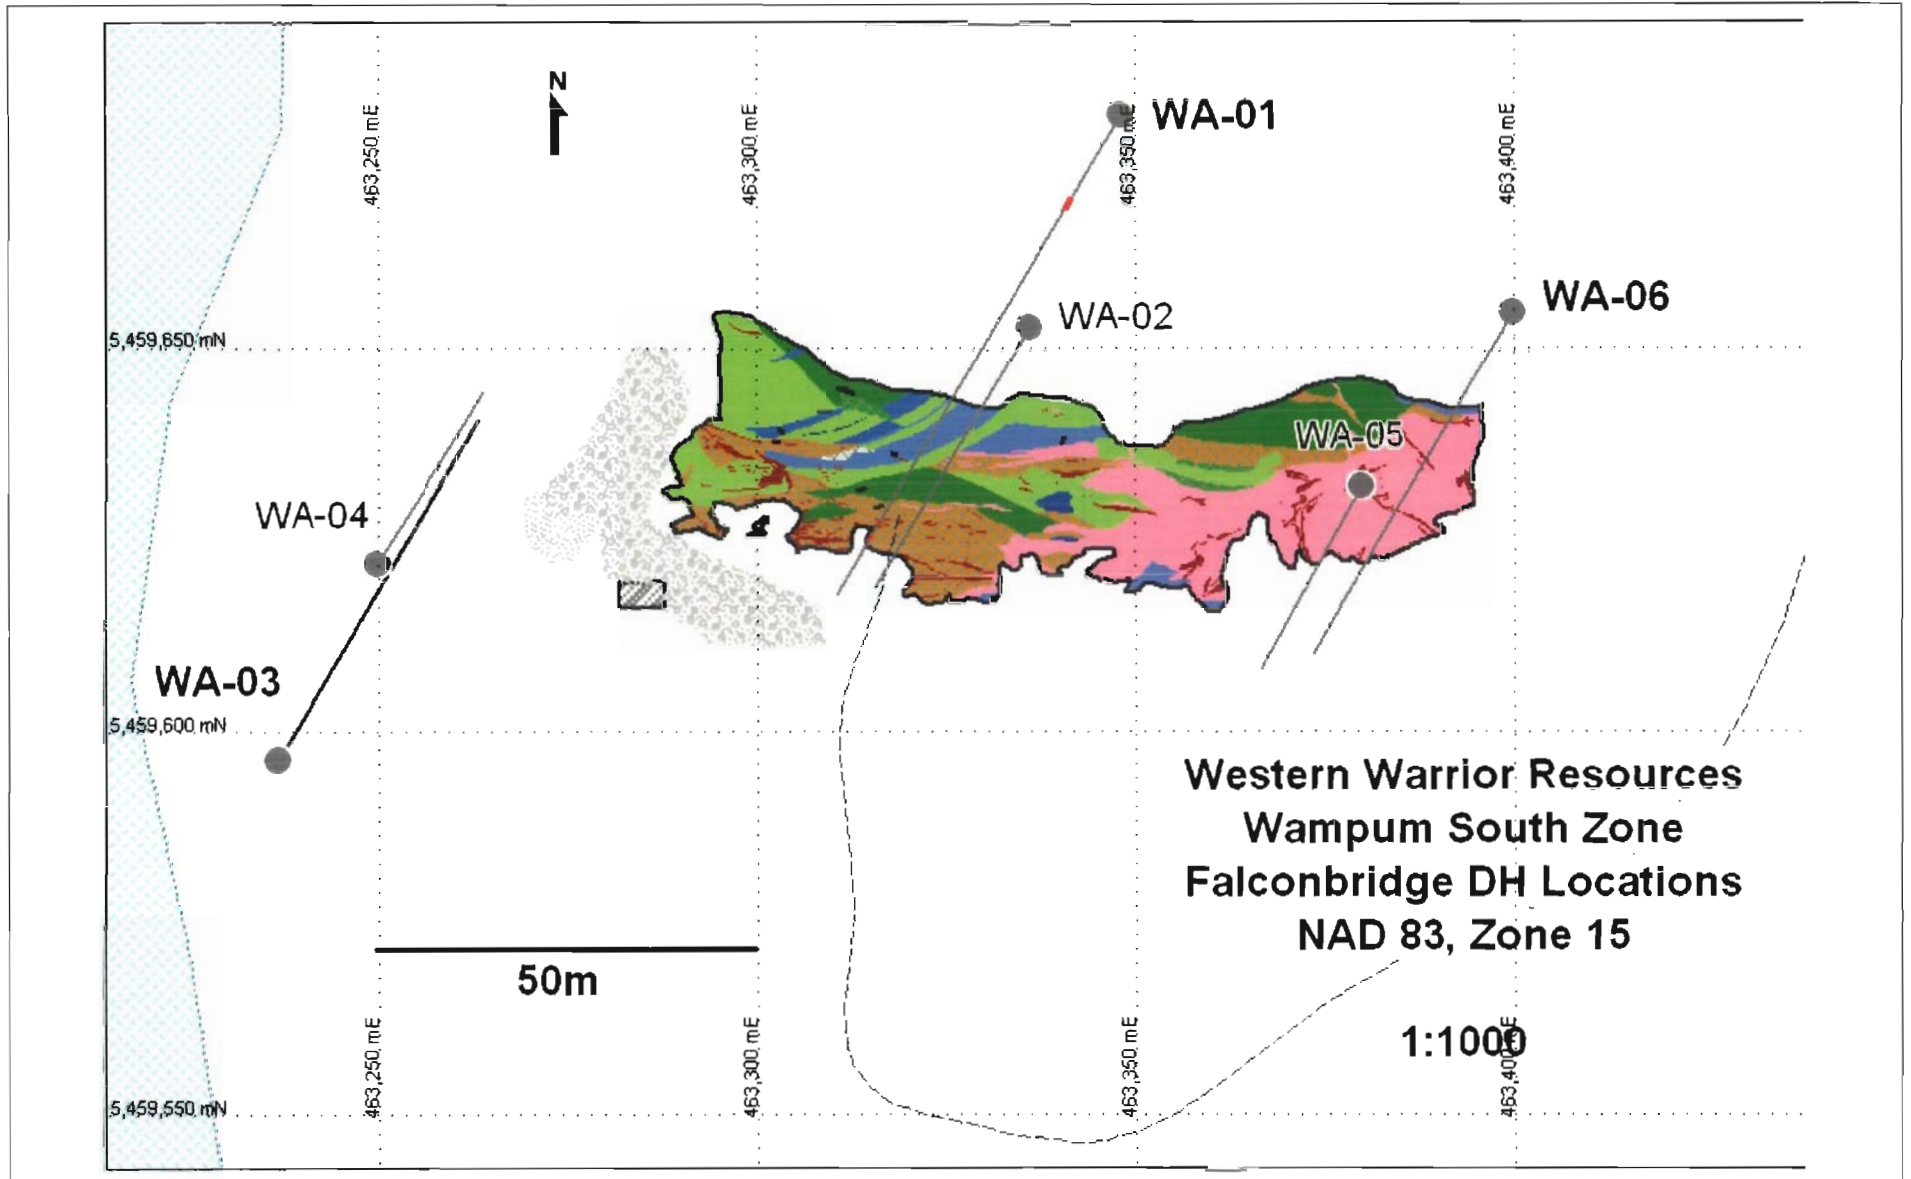 N
463,250 mE
463,300 mE
463,350 mE
463,400 mE
WA-01
WA-06
WA-02
5,459,650 mN
WA-05
WA-04
WA-03
5,459,600 mN
Western Warrior Resources
Wampum South Zone
Falconbridge DH Locations
NAD 83, Zone 15
50m
1:1000
463,250 mE
463,300 mE
463,350 mE
463,400 mE
5,459,550 mN